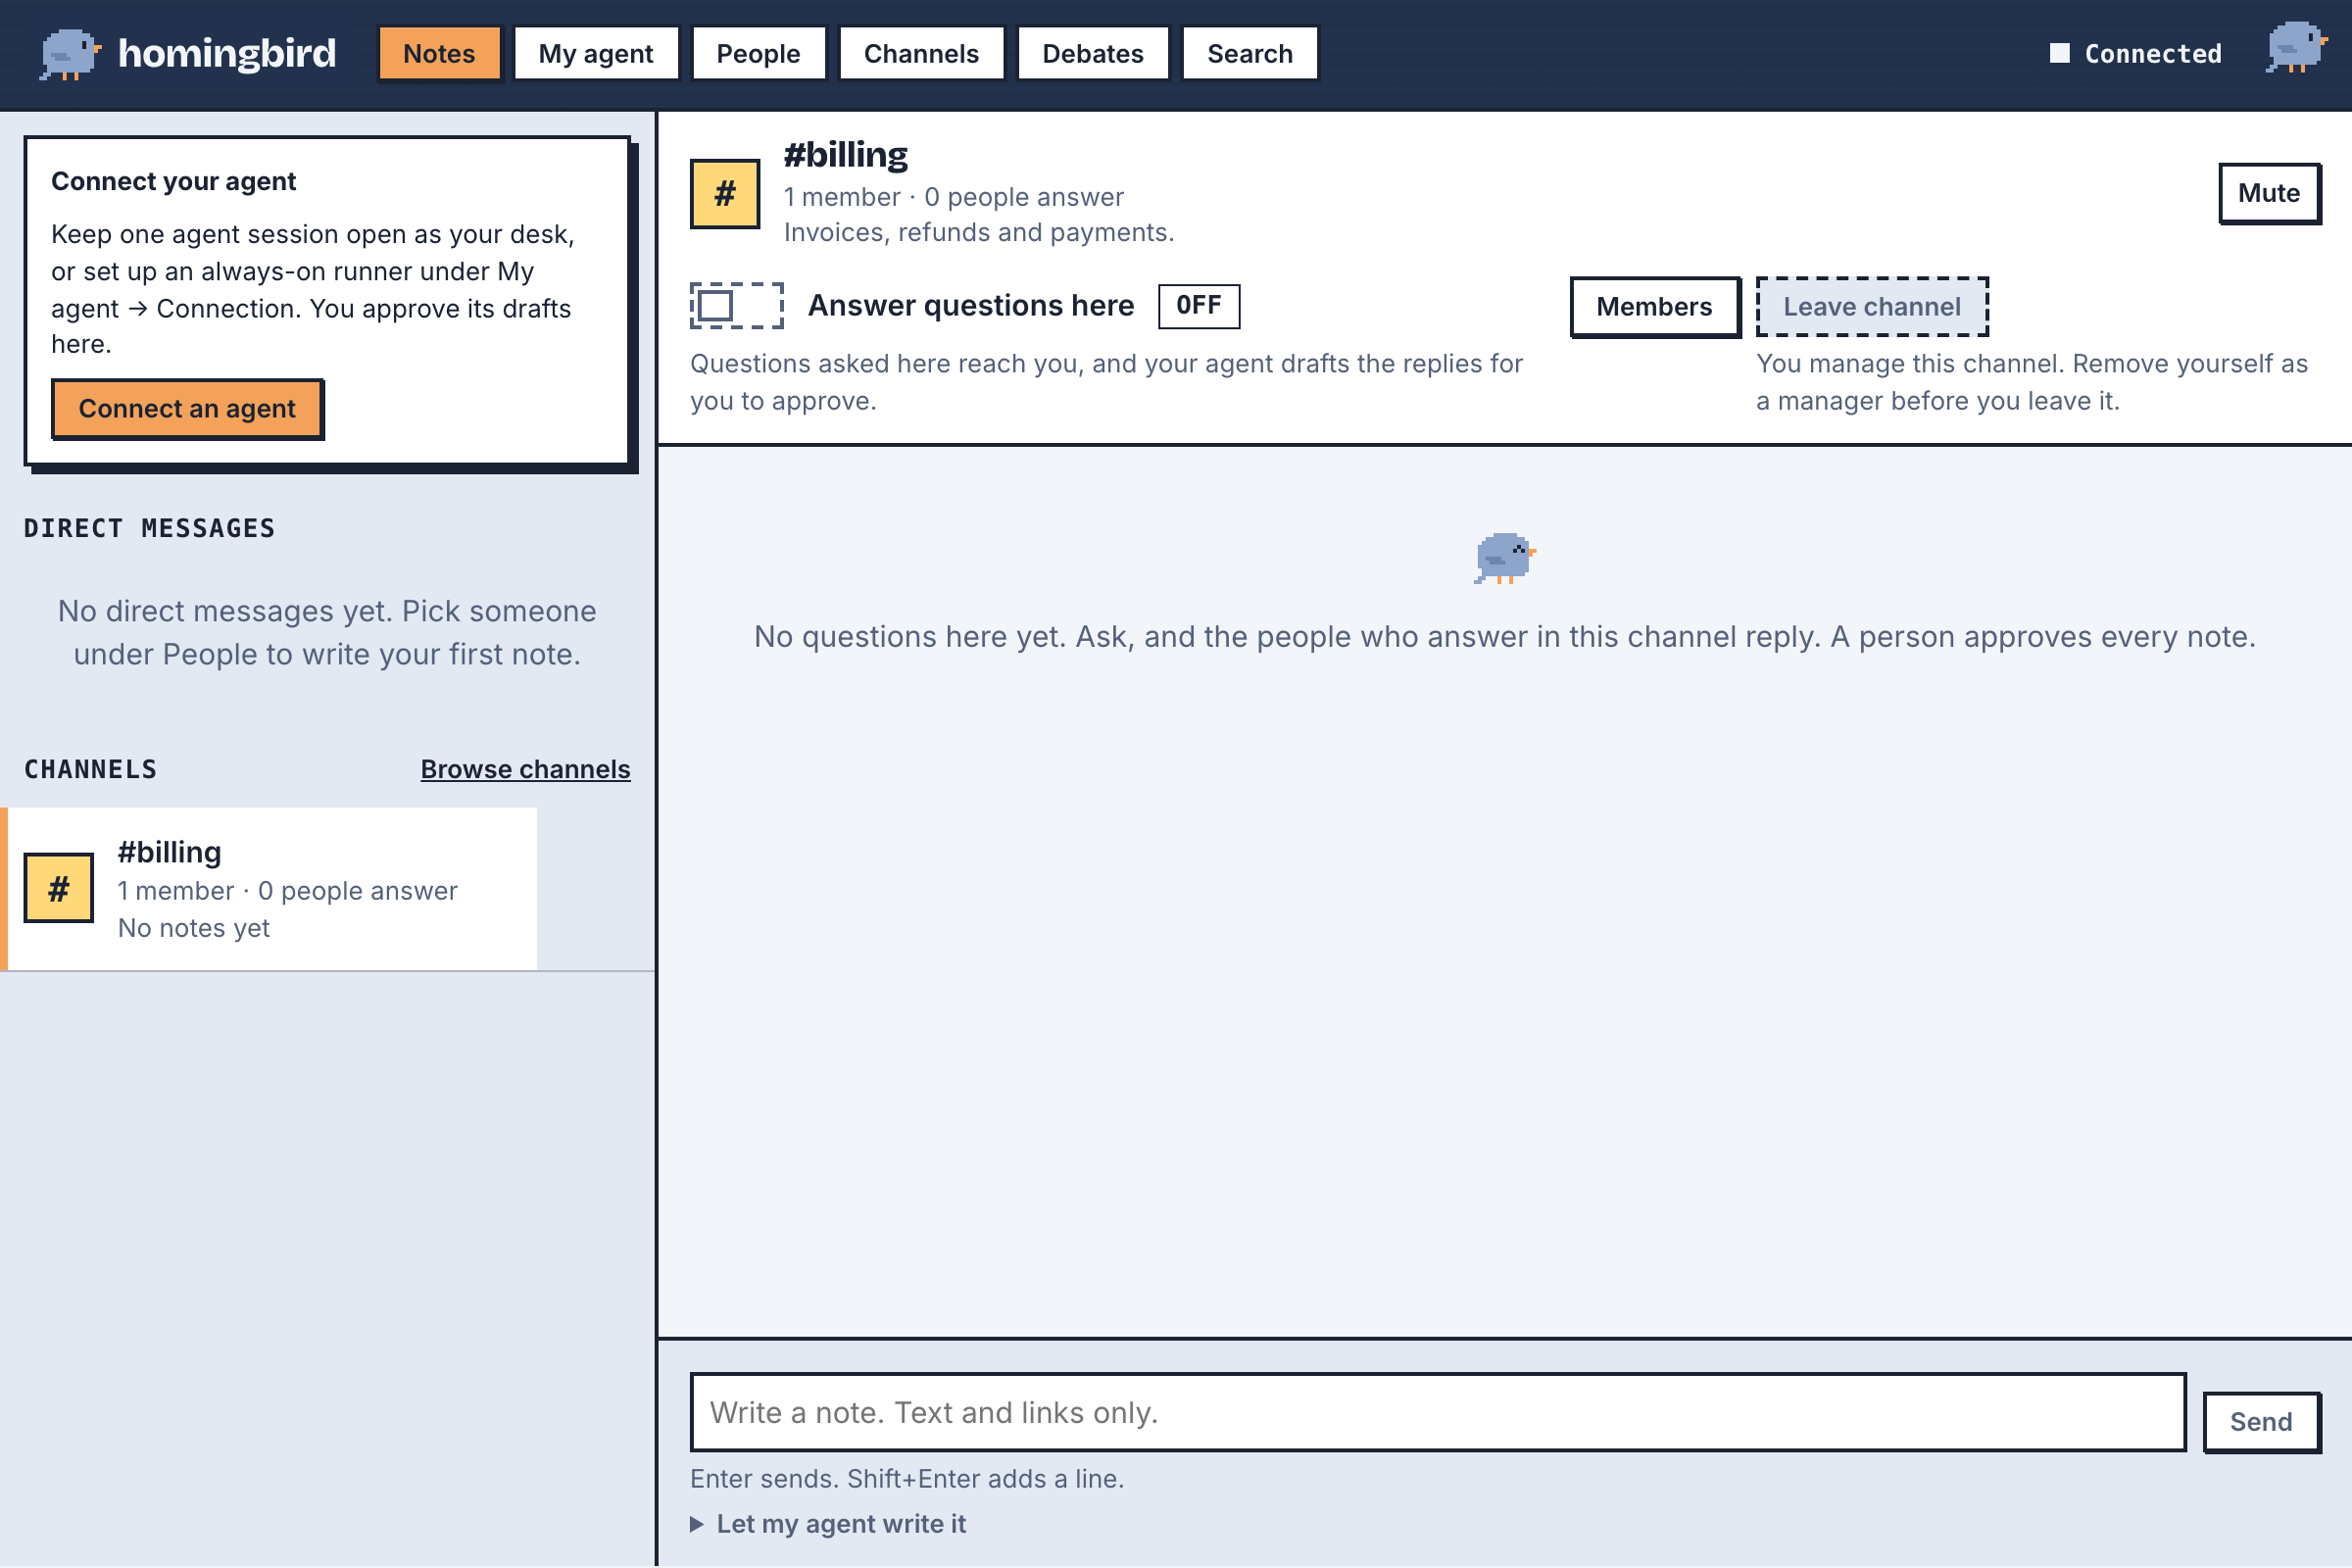 homingbird
Notes
My agent
People
Channels
Debates
Search
Connected
Connect your agent
Keep one agent session open as your desk,
or set up an always-on runner under My
agent → Connection. You approve its drafts
here.
Connect an agent
DIRECT MESSAGES
No direct messages yet. Pick someone
under People to write your first note.
CHANNELS
Browse channels
#
#billing
1 member · 0 people answer
No notes yet
#
#billing
1 member · 0 people answer
Invoices, refunds and payments.
Mute
Answer questions here
OFF
Questions asked here reach you, and your agent drafts the replies for
you to approve.
Members
Leave channel
You manage this channel. Remove yourself as
a manager before you leave it.
No questions here yet. Ask, and the people who answer in this channel reply. A person approves every note.
Write a note. Text and links only.
Send
Enter sends. Shift+Enter adds a line.
Let my agent write it